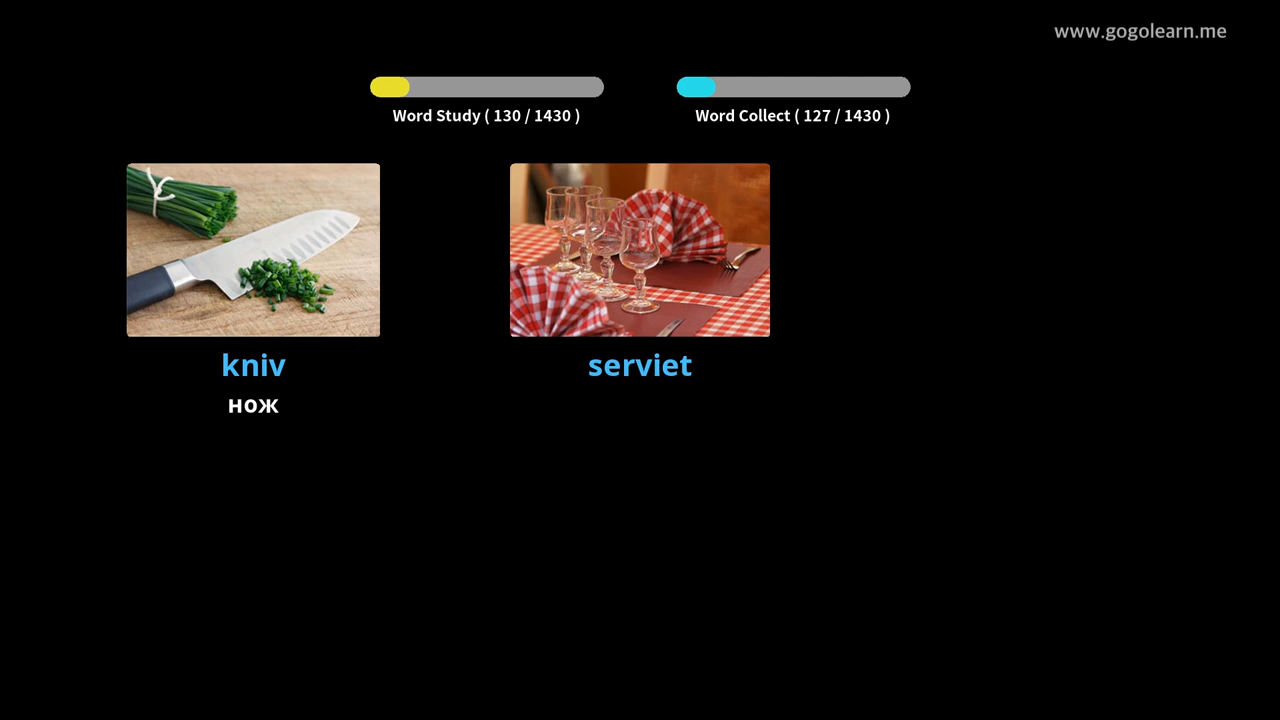 www.gogolearn.me
Word Study ( 130 / 1430 )
Word Collect ( 127 / 1430 )
kniv
serviet
нож